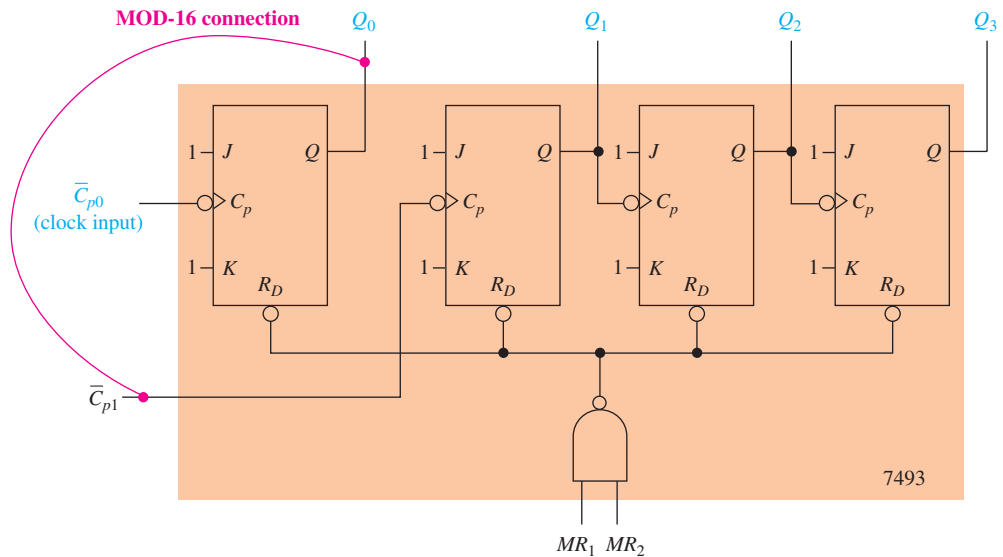 MOD-16 connection
Q0 Q1 Q2 Q3
1 J Q 1 J Q 1 J Q 1 J Q
C̅p0
(clock input)
Cp Cp Cp Cp
1 K 1 K 1 K 1 K
RD RD RD RD
C̅p1
7493
MR1 MR2